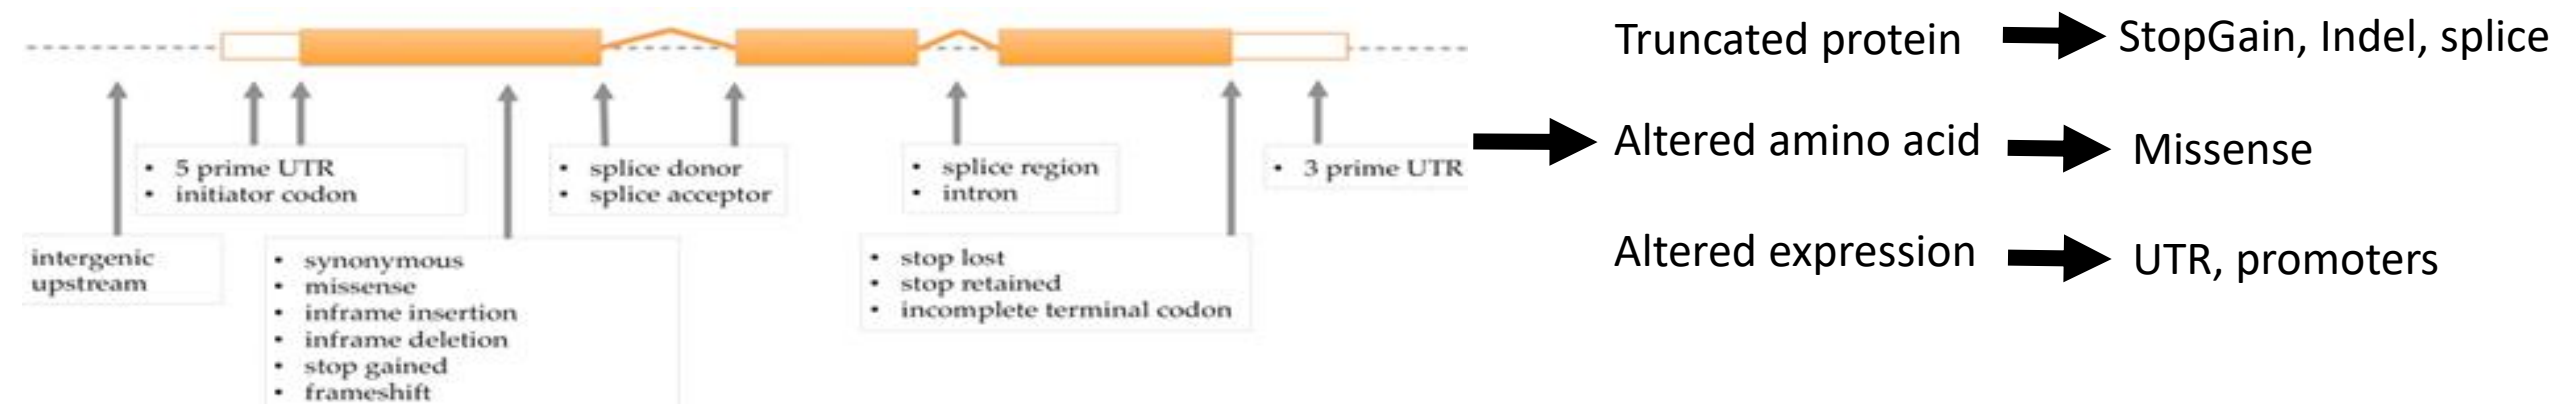 • 5 prime UTR
• initiator codon
• splice donor
• splice acceptor
• splice region
• intron
• 3 prime UTR
intergenic
upstream
• synonymous
• missense
• inframe insertion
• inframe deletion
• stop gained
• frameshift
• stop lost
• stop retained
• incomplete terminal codon
Truncated protein
StopGain, Indel, splice
Altered amino acid
Missense
Altered expression
UTR, promoters